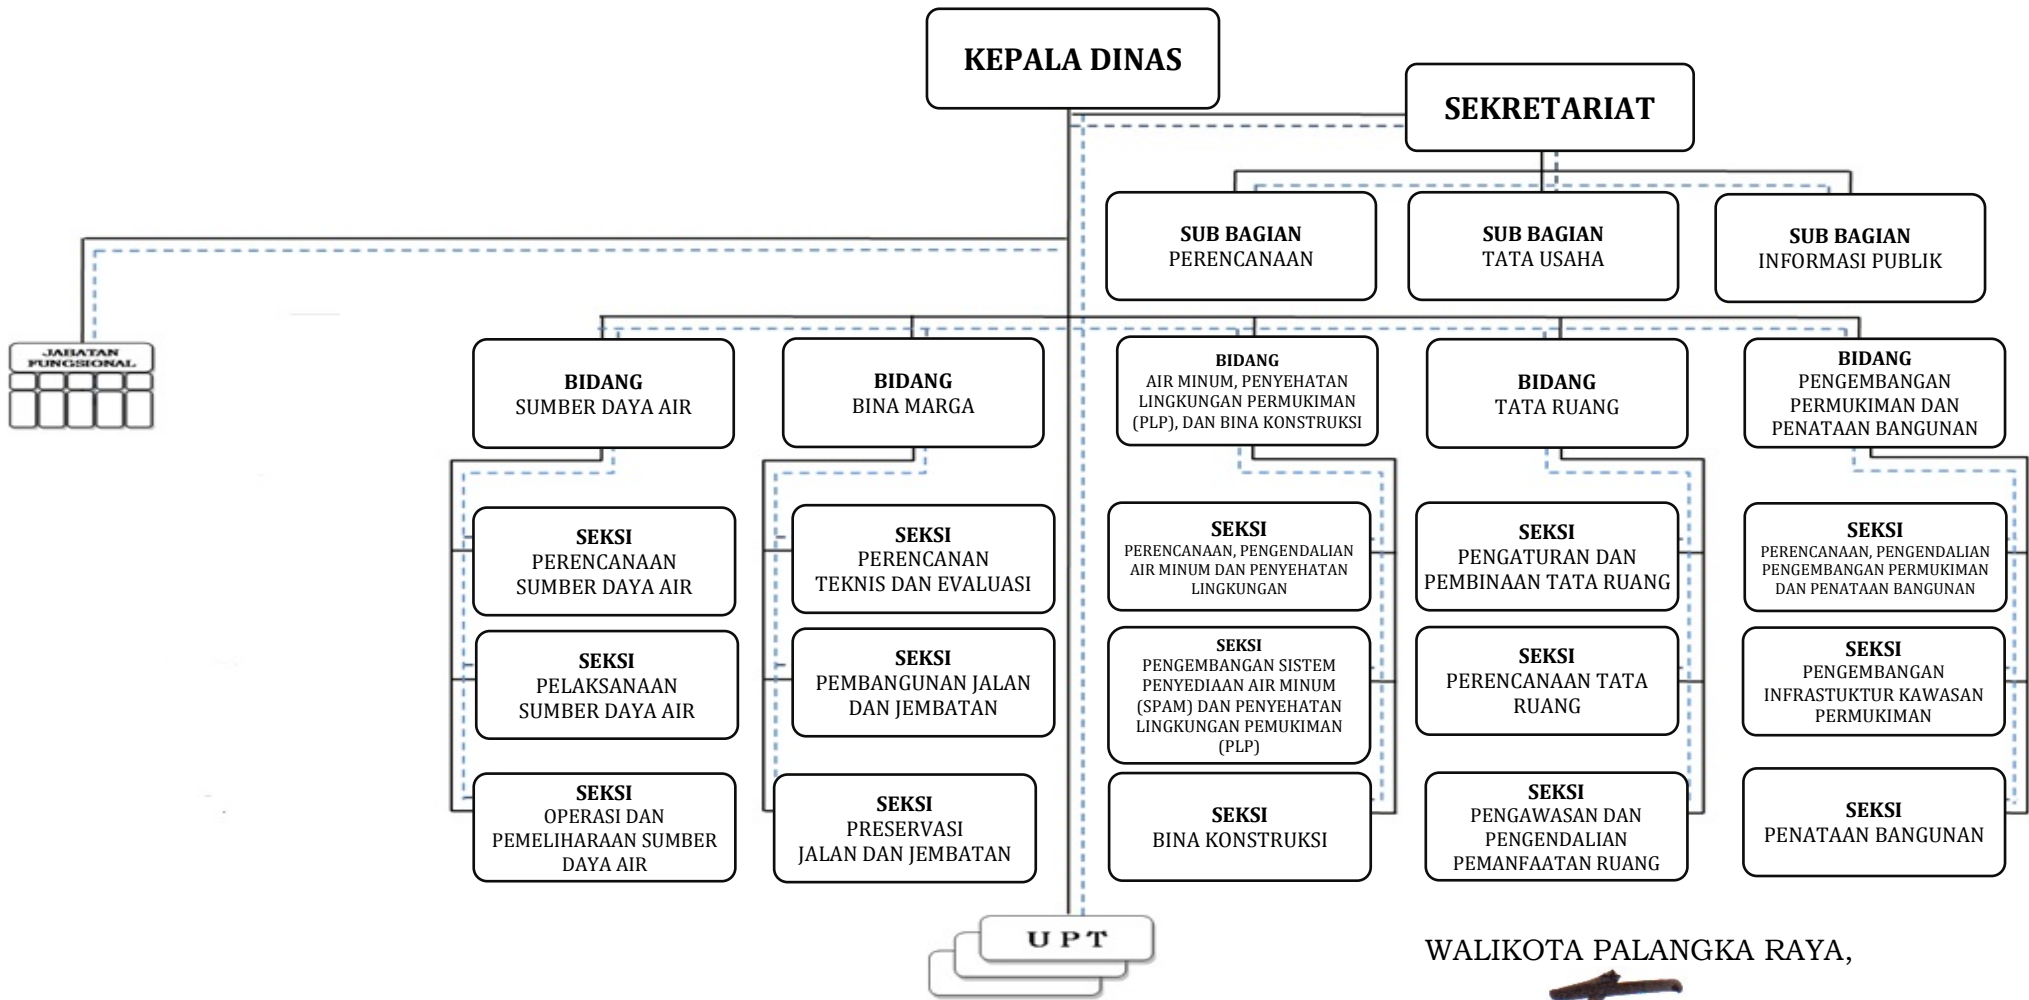 KEPALA DINAS
SEKRETARIAT
SUB BAGIAN
PERENCANAAN
SUB BAGIAN
TATA USAHA
SUB BAGIAN
INFORMASI PUBLIK
JABATAN
FUNGSIONAL
BIDANG
SUMBER DAYA AIR
BIDANG
BINA MARGA
BIDANG
AIR MINUM, PENYEHATAN
LINGKUNGAN PERMUKIMAN
(PLP), DAN BINA KONSTRUKSI
BIDANG
TATA RUANG
BIDANG
PENGEMBANGAN
PERMUKIMAN DAN
PENATAAN BANGUNAN
SEKSI
PERENCANAAN
SUMBER DAYA AIR
SEKSI
PERENCANAN
TEKNIS DAN EVALUASI
SEKSI
PERENCANAAN, PENGENDALIAN
AIR MINUM DAN PENYEHATAN
LINGKUNGAN
SEKSI
PENGATURAN DAN
PEMBINAAN TATA RUANG
SEKSI
PERENCANAAN, PENGENDALIAN
PENGEMBANGAN PERMUKIMAN
DAN PENATAAN BANGUNAN
SEKSI
PELAKSANAAN
SUMBER DAYA AIR
SEKSI
PEMBANGUNAN JALAN
DAN JEMBATAN
SEKSI
PENGEMBANGAN SISTEM
PENYEDIAAN AIR MINUM
(SPAM) DAN PENYEHATAN
LINGKUNGAN PEMUKIMAN
(PLP)
SEKSI
PERENCANAAN TATA
RUANG
SEKSI
PENGEMBANGAN
INFRASTUKTUR KAWASAN
PERMUKIMAN
SEKSI
OPERASI DAN
PEMELIHARAAN SUMBER
DAYA AIR
SEKSI
PRESERVASI
JALAN DAN JEMBATAN
SEKSI
BINA KONSTRUKSI
SEKSI
PENGAWASAN DAN
PENGENDALIAN
PEMANFAATAN RUANG
SEKSI
PENATAAN BANGUNAN
UPT
WALIKOTA PALANGKA RAYA,